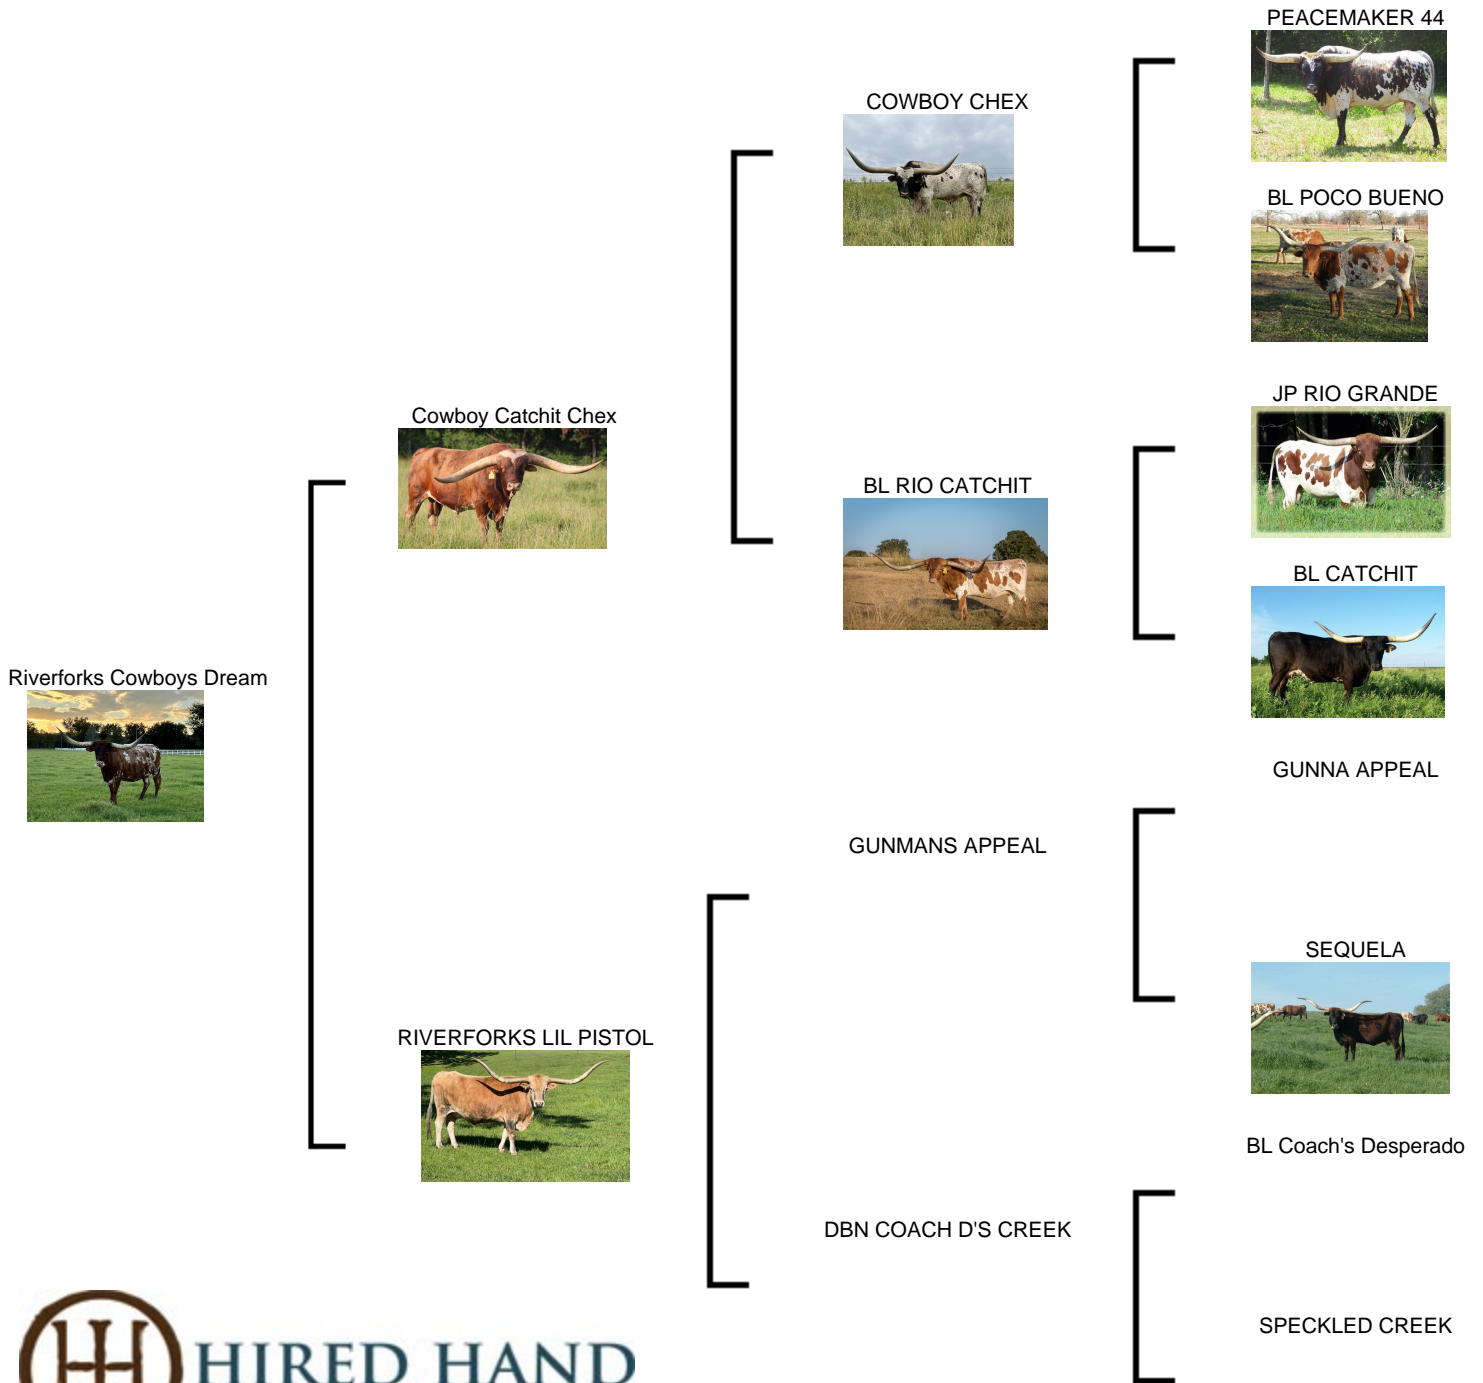 PEACEMAKER 44
COWBOY CHEX
BL POCO BUENO
JP RIO GRANDE
Cowboy Catchit Chex
BL RIO CATCHIT
BL CATCHIT
Riverforks Cowboys Dream
GUNNA APPEAL
GUNMANS APPEAL
SEQUELA
RIVERFORKS LIL PISTOL
BL Coach's Desperado
DBN COACH D'S CREEK
SPECKLED CREEK
HIRED HAND